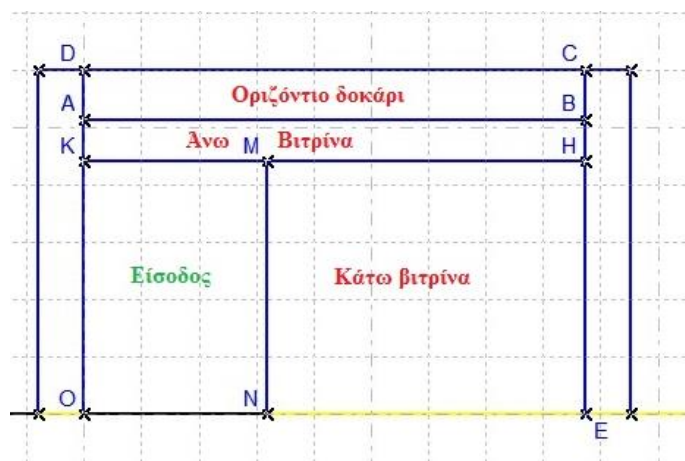 D C
Οριζόντιο δοκάρι
A B
K Άνω M Βιτρίνα H
Είσοδος Κάτω βιτρίνα
O N
E